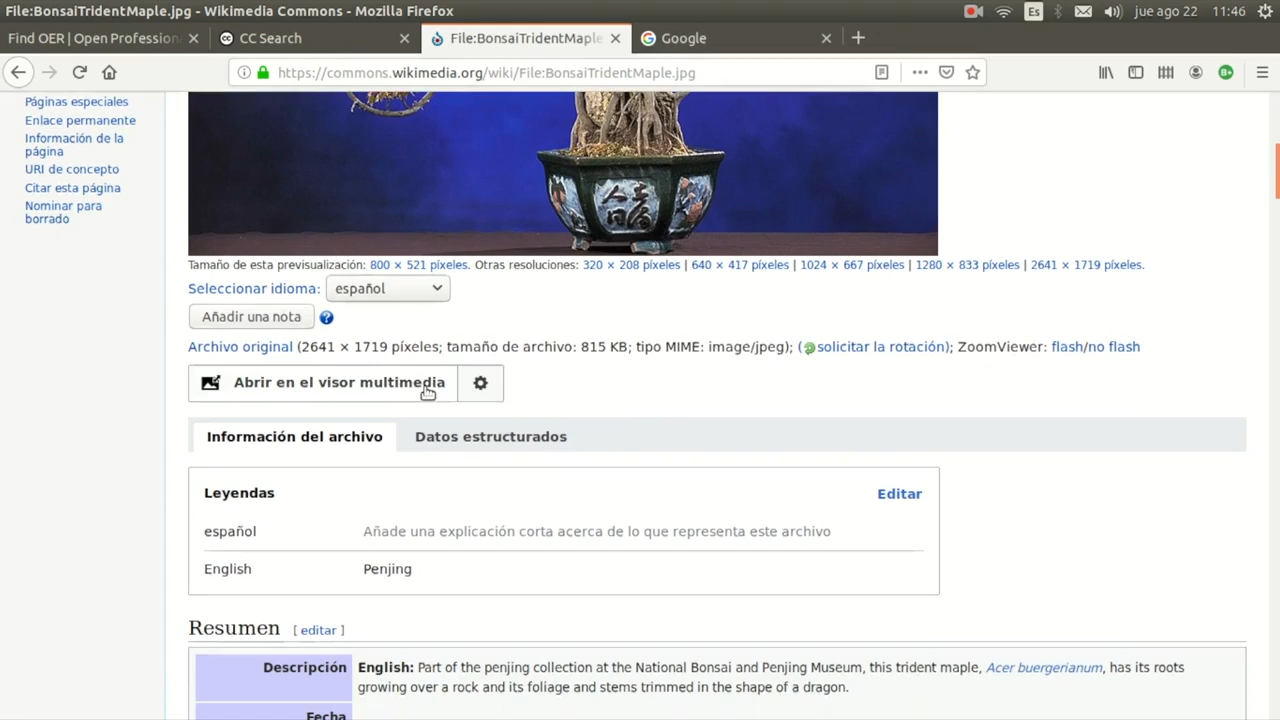 File:BonsaiTridentMaple.jpg - Wikimedia Commons - Mozilla Firefox
Es
jue ago 22
11:46
Find OER | Open Profession
CC Search
File:BonsaiTridentMaple
Google
https://commons.wikimedia.org/wiki/File:BonsaiTridentMaple.jpg
Páginas especiales
Enlace permanente
Información de la
página
URI de concepto
Citar esta página
Nominar para
borrado
Tamaño de esta previsualización: 800 × 521 píxeles. Otras resoluciones: 320 × 208 píxeles | 640 × 417 píxeles | 1024 × 667 píxeles | 1280 × 833 píxeles | 2641 × 1719 píxeles.
Seleccionar idioma: español
Añadir una nota
Archivo original (2641 × 1719 píxeles; tamaño de archivo: 815 KB; tipo MIME: image/jpeg); (solicitar la rotación); ZoomViewer: flash/no flash
Abrir en el visor multimedia
Información del archivo
Datos estructurados
Leyendas
Editar
español
Añade una explicación corta acerca de lo que representa este archivo
English
Penjing
Resumen [ editar ]
Descripción
English: Part of the penjing collection at the National Bonsai and Penjing Museum, this trident maple, Acer buergerianum, has its roots
growing over a rock and its foliage and stems trimmed in the shape of a dragon.
Fecha